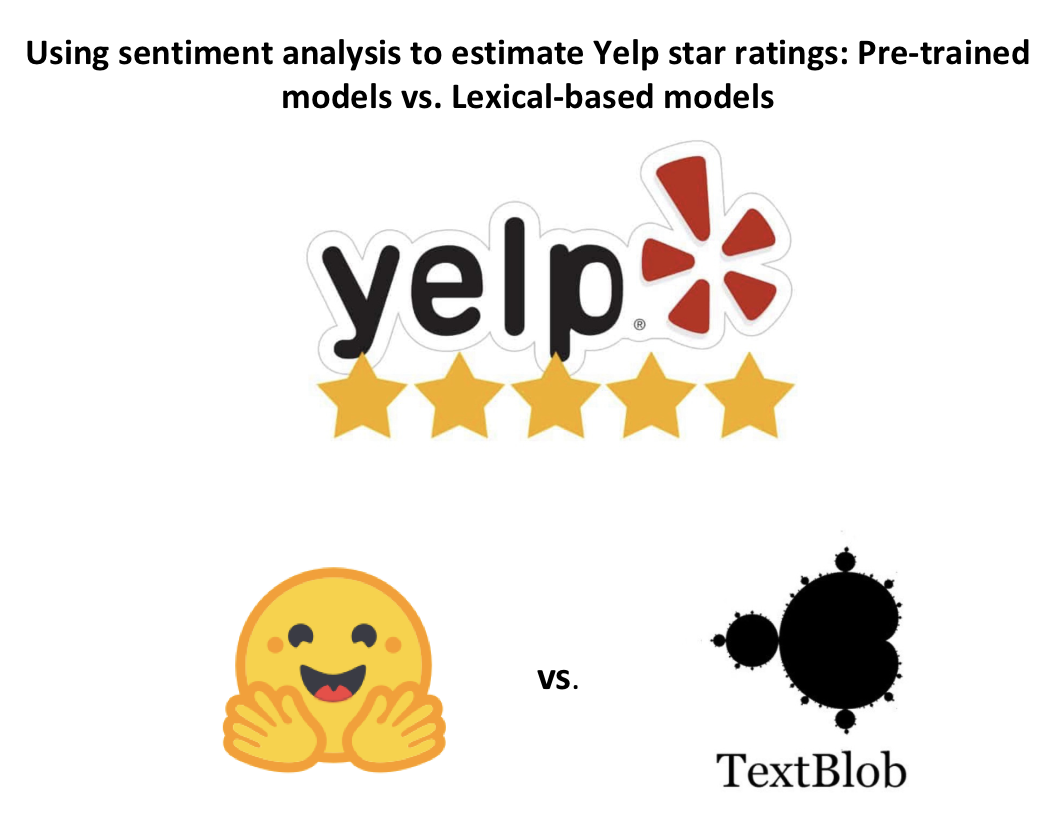 Using sentiment analysis to estimate Yelp star ratings: Pre-trained
models vs. Lexical-based models
yelp®
vs.
TextBlob